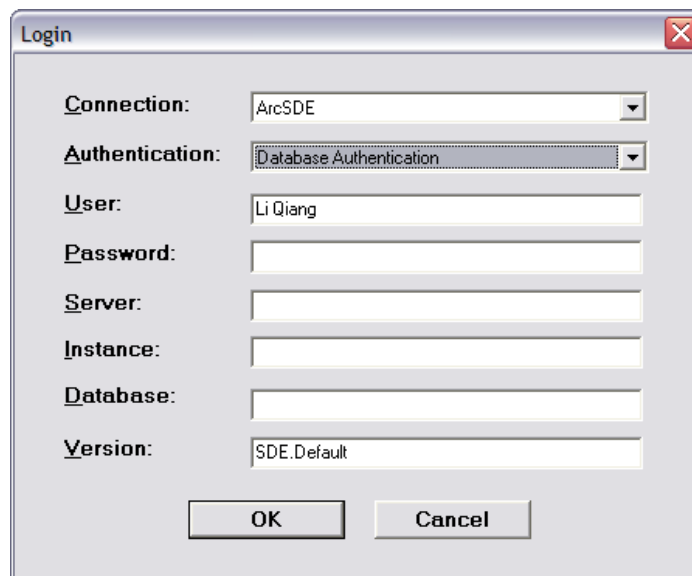 Login
Connection: ArcSDE
Authentication: Database Authentication
User: Li Qiang
Password:
Server:
Instance:
Database:
Version: SDE.Default
OK Cancel